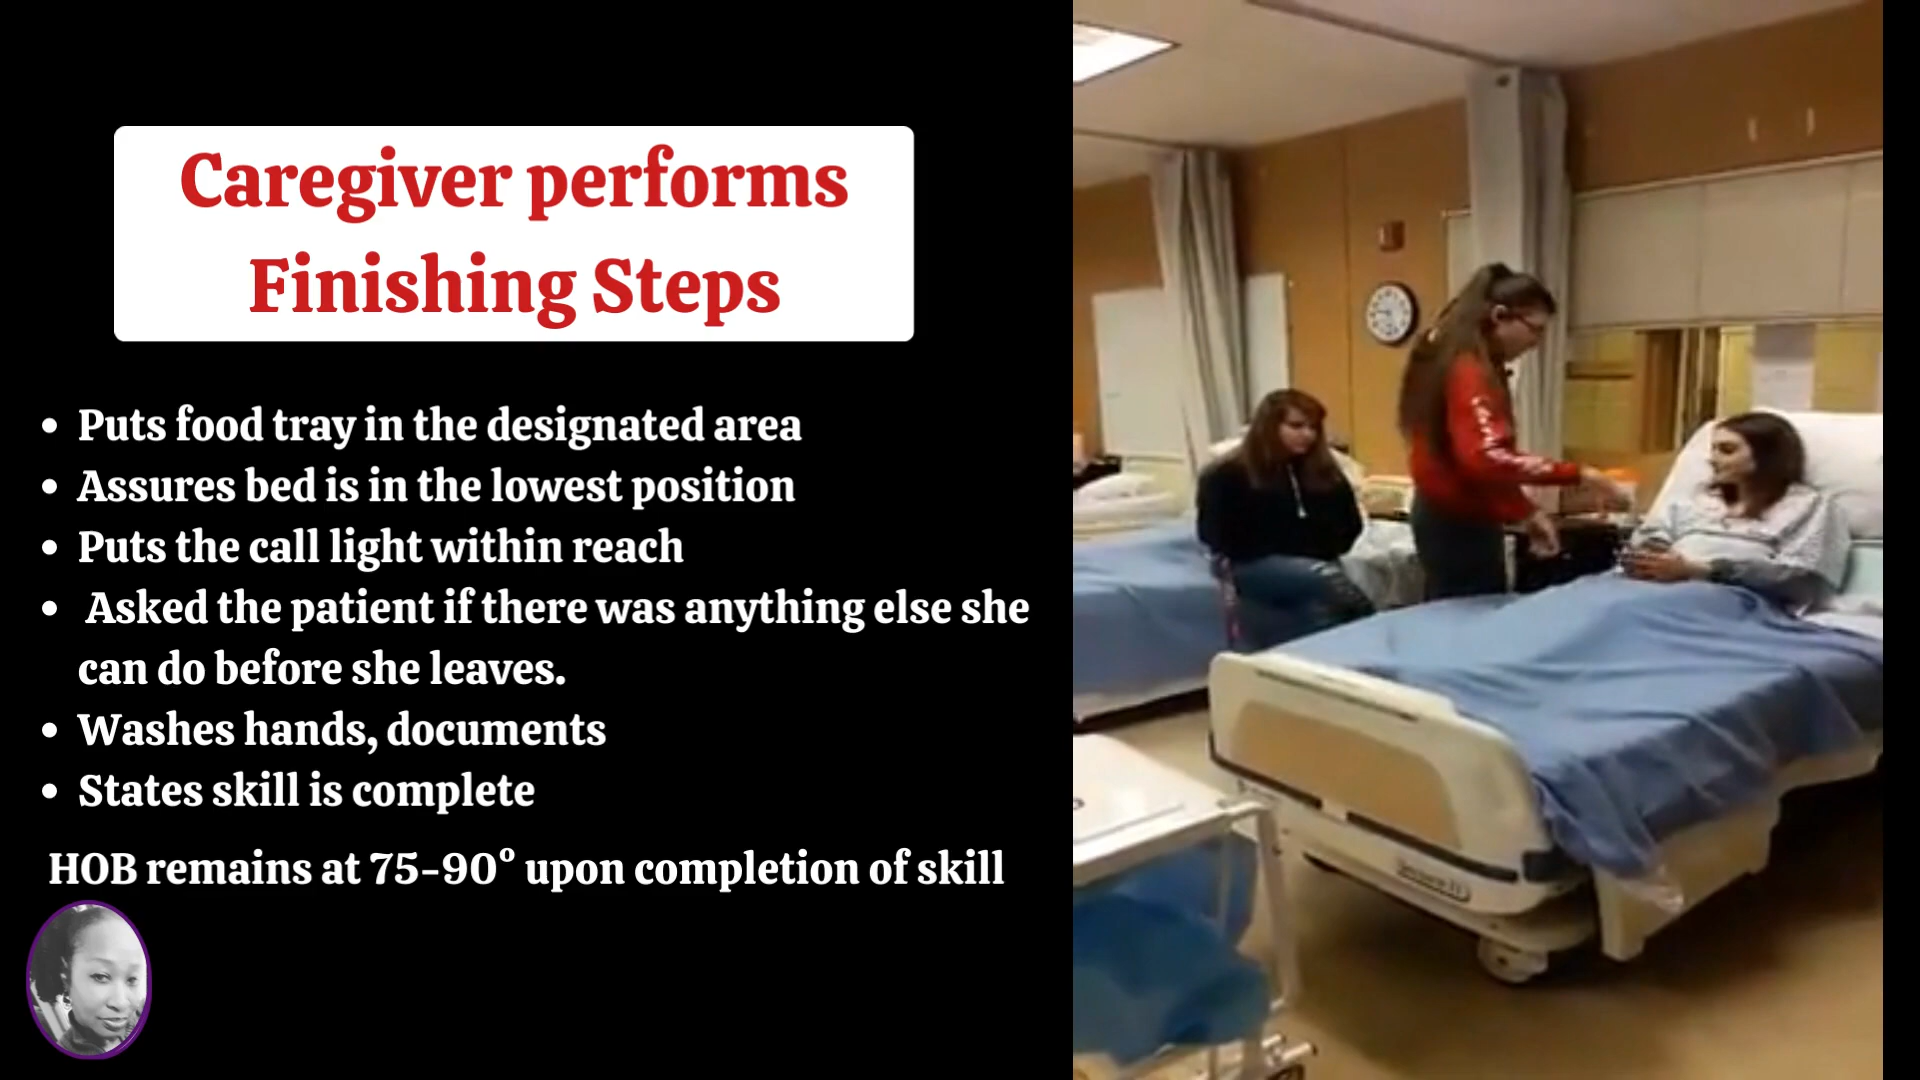 Caregiver performs
Finishing Steps
• Puts food tray in the designated area
• Assures bed is in the lowest position
• Puts the call light within reach
• Asked the patient if there was anything else she
can do before she leaves.
• Washes hands, documents
• States skill is complete
HOB remains at 75-90° upon completion of skill